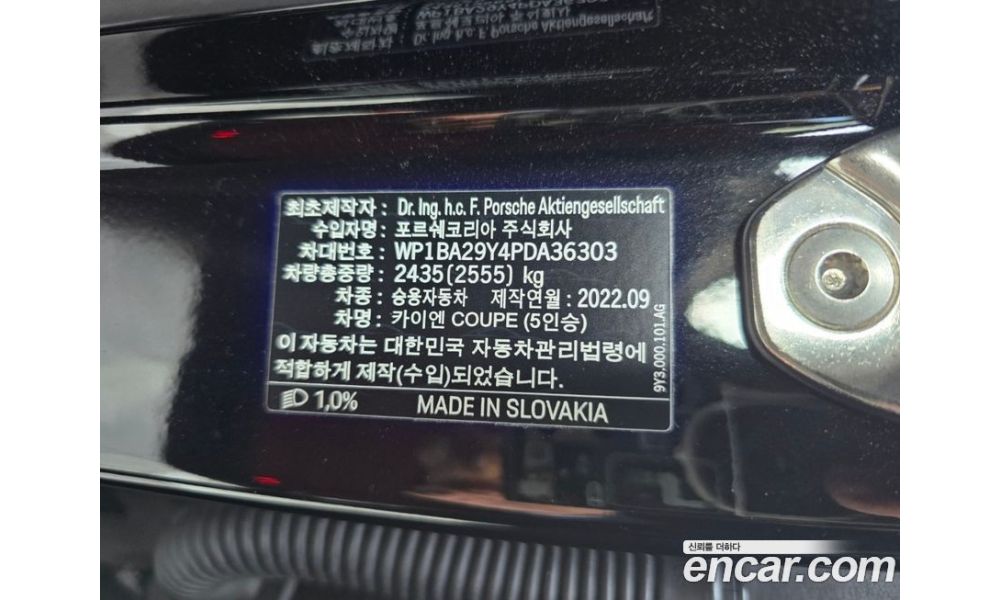 최초제작자 : Dr. Ing. h.c. F. Porsche Aktiengesellschaft
수입자명 : 포르쉐코리아 주식회사
차대번호 : WP1BA29Y4PDA36303
차량총중량 : 2435(2555) kg
차종 : 승용자동차 제작연월 : 2022.09
차명 : 카이엔 COUPE (5인승)
이 자동차는 대한민국 자동차관리법령에
적합하게 제작(수입)되었습니다.
1,0% MADE IN SLOVAKIA
9Y3.000.101.AG
신뢰를 더하다
encar.com